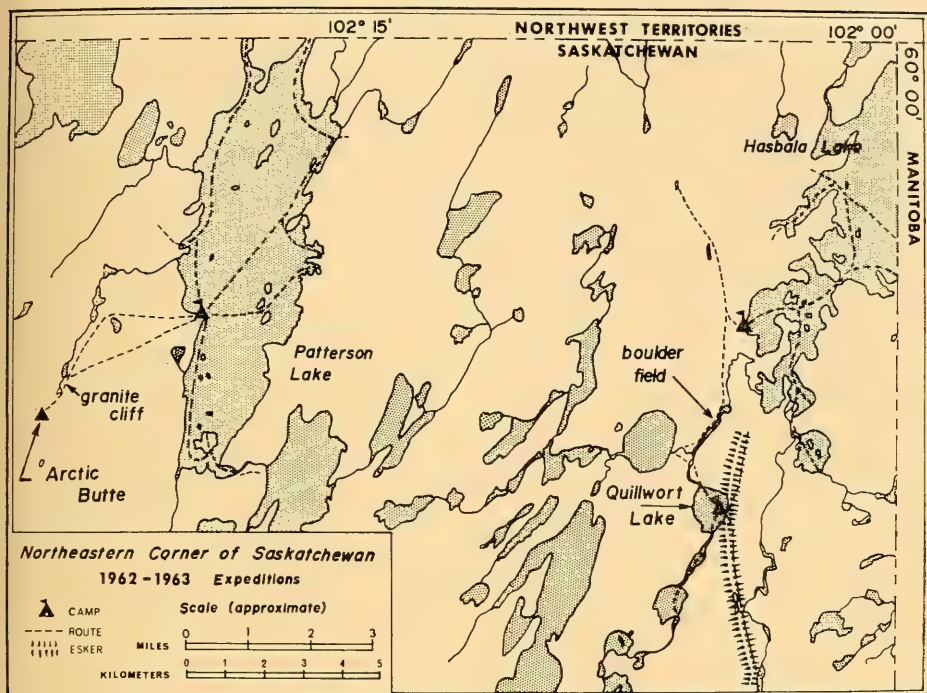 102° 15'
NORTHWEST TERRITORIES
102° 00'
SASKATCHEWAN
60° 00'
MANITOBA
Hasbala Lake
Patterson
Lake
boulder
field
granite
cliff
Arctic
Butte
Quillwort
Lake
Northeastern Corner of Saskatchewan
1962-1963 Expeditions
CAMP
Scale (approximate)
ROUTE
ESKER
MILES
0 1 2 3
KILOMETERS
0 1 2 3 4 5